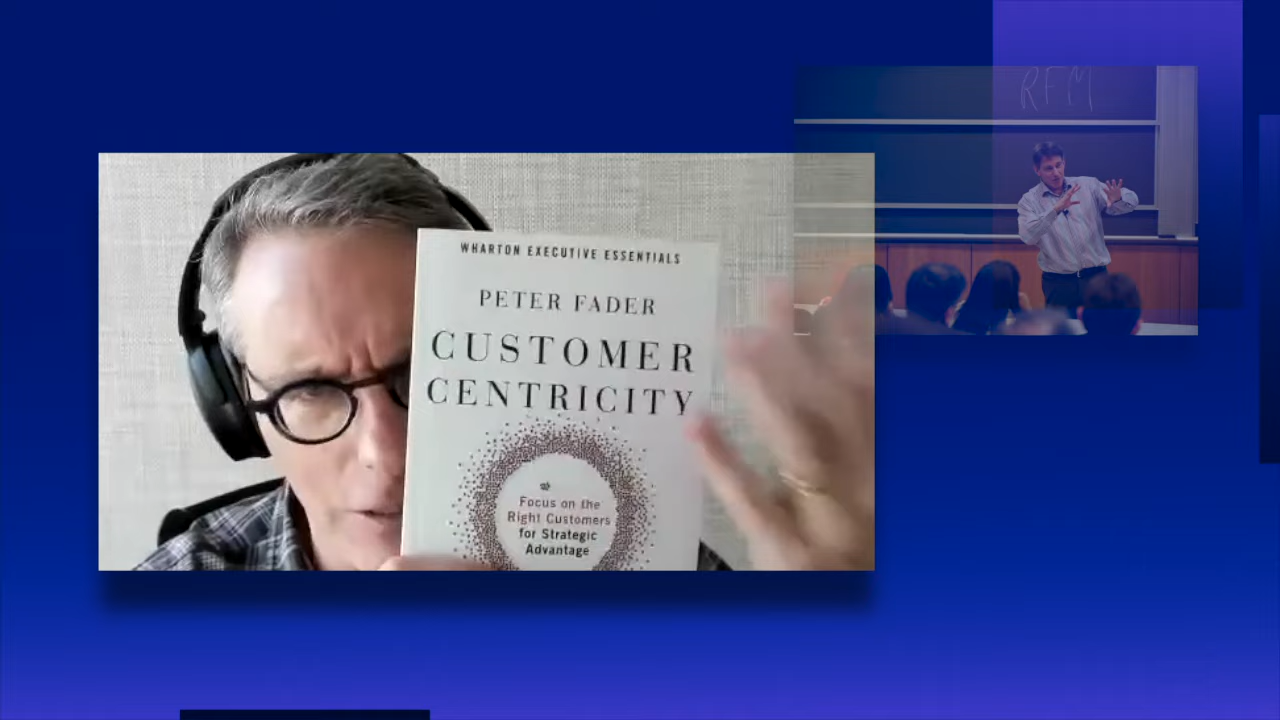 RFM
WHARTON EXECUTIVE ESSENTIALS
PETER FADER
CUSTOMER
CENTRICITY
Focus on the
Right Customers
for Strategic
Advantage